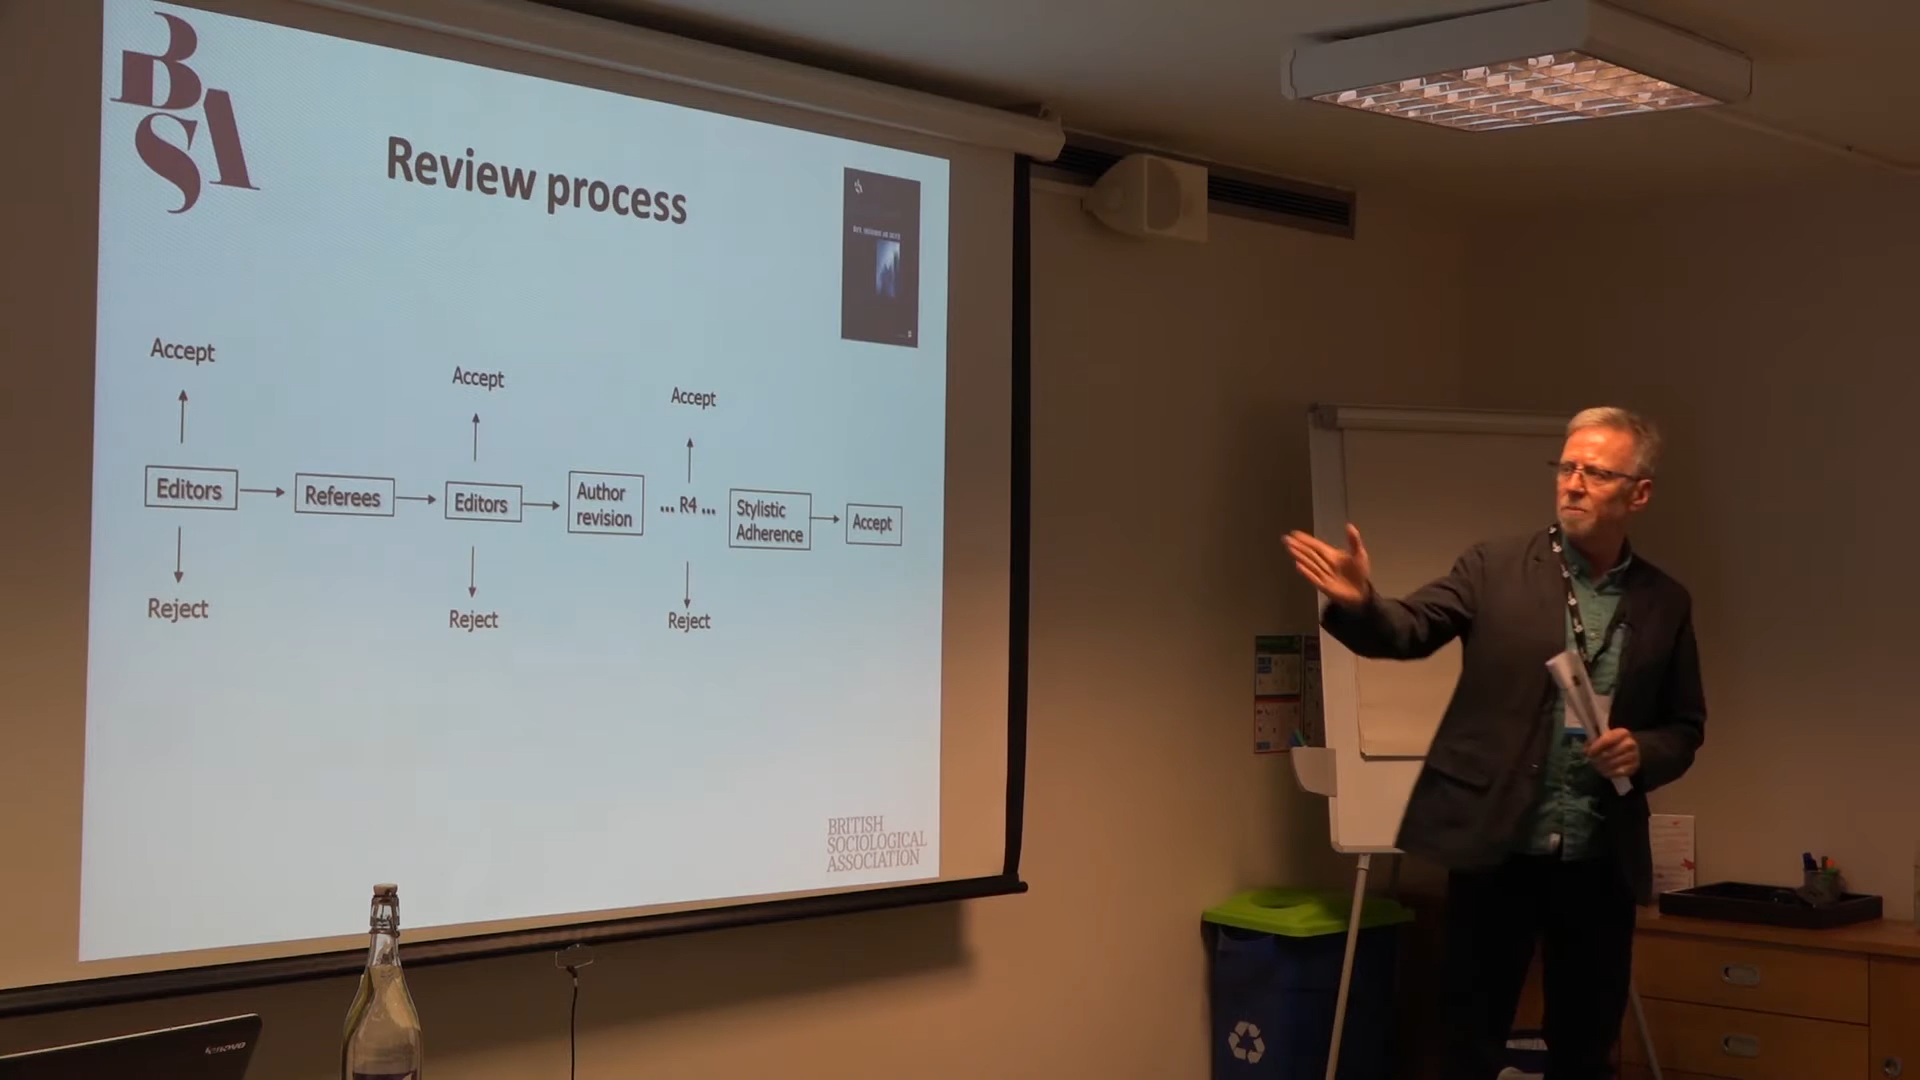 BSA
Review process
Accept
Accept
Accept
Editors
Referees
Editors
Author
revision
... R4 ...
Stylistic
Adherence
Accept
Reject
Reject
Reject
BRITISH
SOCIOLOGICAL
ASSOCIATION
lenovo